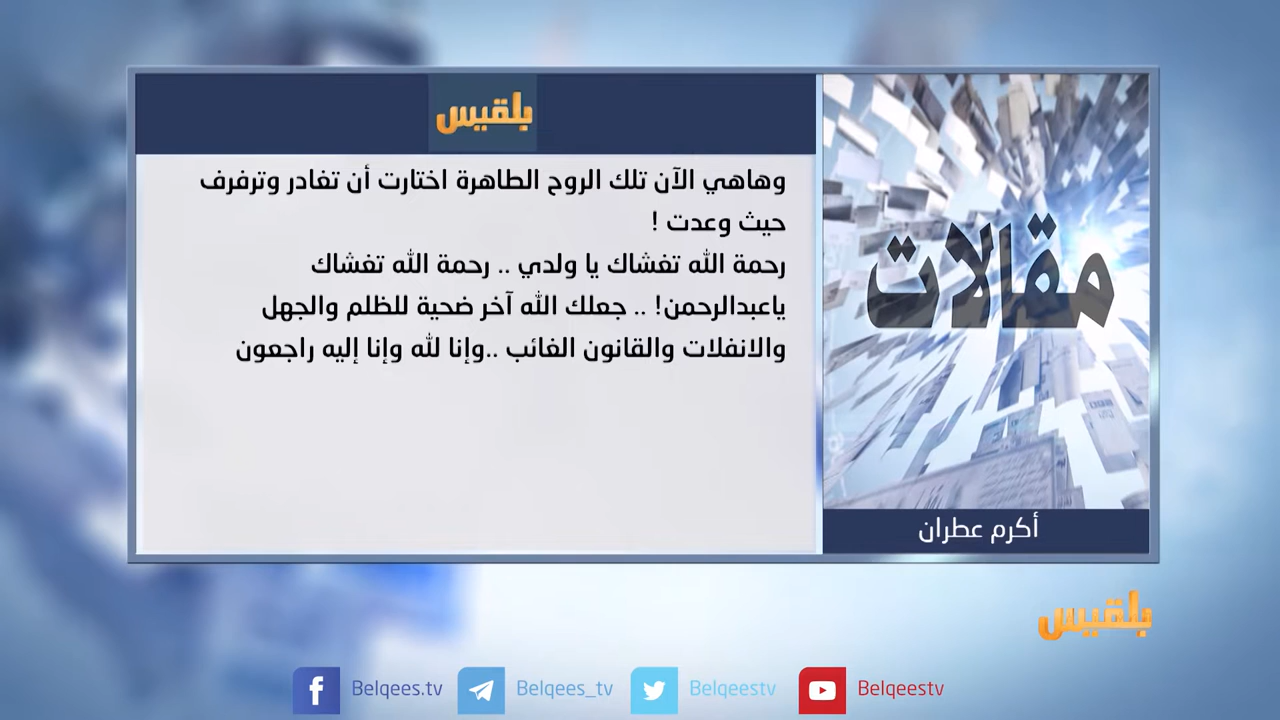 بلقيس
وهاهي الآن تلك الروح الطاهرة اختارت أن تغادر وترفرف
حيث وعدت !
رحمة الله تغشاك يا ولدي .. رحمة الله تغشاك
ياعبدالرحمن! .. جعلك الله آخر ضحية للظلم والجهل
والانفلات والقانون الغائب ..وإنا لله وإنا إليه راجعون
مقالات
أكرم عطران
بلقيس
Belqees.tv
Belqees_tv
Belqeestv
Belqeestv